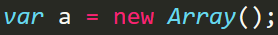 var a = new Array();